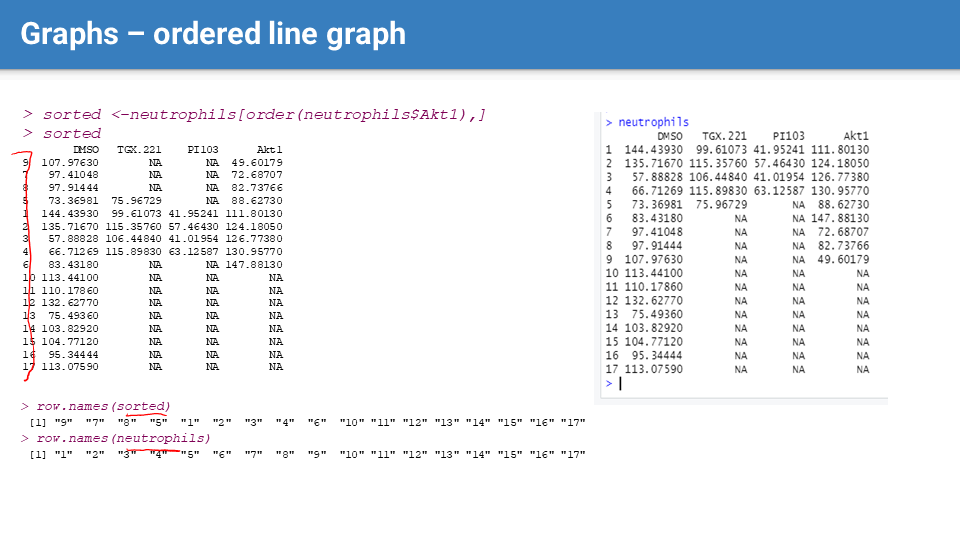 Graphs – ordered line graph
> sorted <-neutrophils[order(neutrophils$Akt1),]
> sorted
DMSO TGX.221 PI103 Akt1
9 107.97630 NA NA 49.60179
7 97.41048 NA NA 72.68707
8 97.91444 NA NA 82.73766
5 73.36981 75.96729 NA 88.62730
1 144.43930 99.61073 41.95241 111.80130
2 135.71670 115.35760 57.46430 124.18050
3 57.88828 106.44840 41.01954 126.77380
4 66.71269 115.89830 63.12587 130.95770
6 83.43180 NA NA 147.88130
10 113.44100 NA NA NA
11 110.17860 NA NA NA
12 132.62770 NA NA NA
13 75.49360 NA NA NA
14 103.82920 NA NA NA
15 104.77120 NA NA NA
16 95.34444 NA NA NA
17 113.07590 NA NA NA
> row.names(sorted)
[1] "9" "7" "8" "5" "1" "2" "3" "4" "6" "10" "11" "12" "13" "14" "15" "16" "17"
> row.names(neutrophils)
[1] "1" "2" "3" "4" "5" "6" "7" "8" "9" "10" "11" "12" "13" "14" "15" "16" "17"
> neutrophils
DMSO TGX.221 PI103 Akt1
1 144.43930 99.61073 41.95241 111.80130
2 135.71670 115.35760 57.46430 124.18050
3 57.88828 106.44840 41.01954 126.77380
4 66.71269 115.89830 63.12587 130.95770
5 73.36981 75.96729 NA 88.62730
6 83.43180 NA NA 147.88130
7 97.41048 NA NA 72.68707
8 97.91444 NA NA 82.73766
9 107.97630 NA NA 49.60179
10 113.44100 NA NA NA
11 110.17860 NA NA NA
12 132.62770 NA NA NA
13 75.49360 NA NA NA
14 103.82920 NA NA NA
15 104.77120 NA NA NA
16 95.34444 NA NA NA
17 113.07590 NA NA NA
>